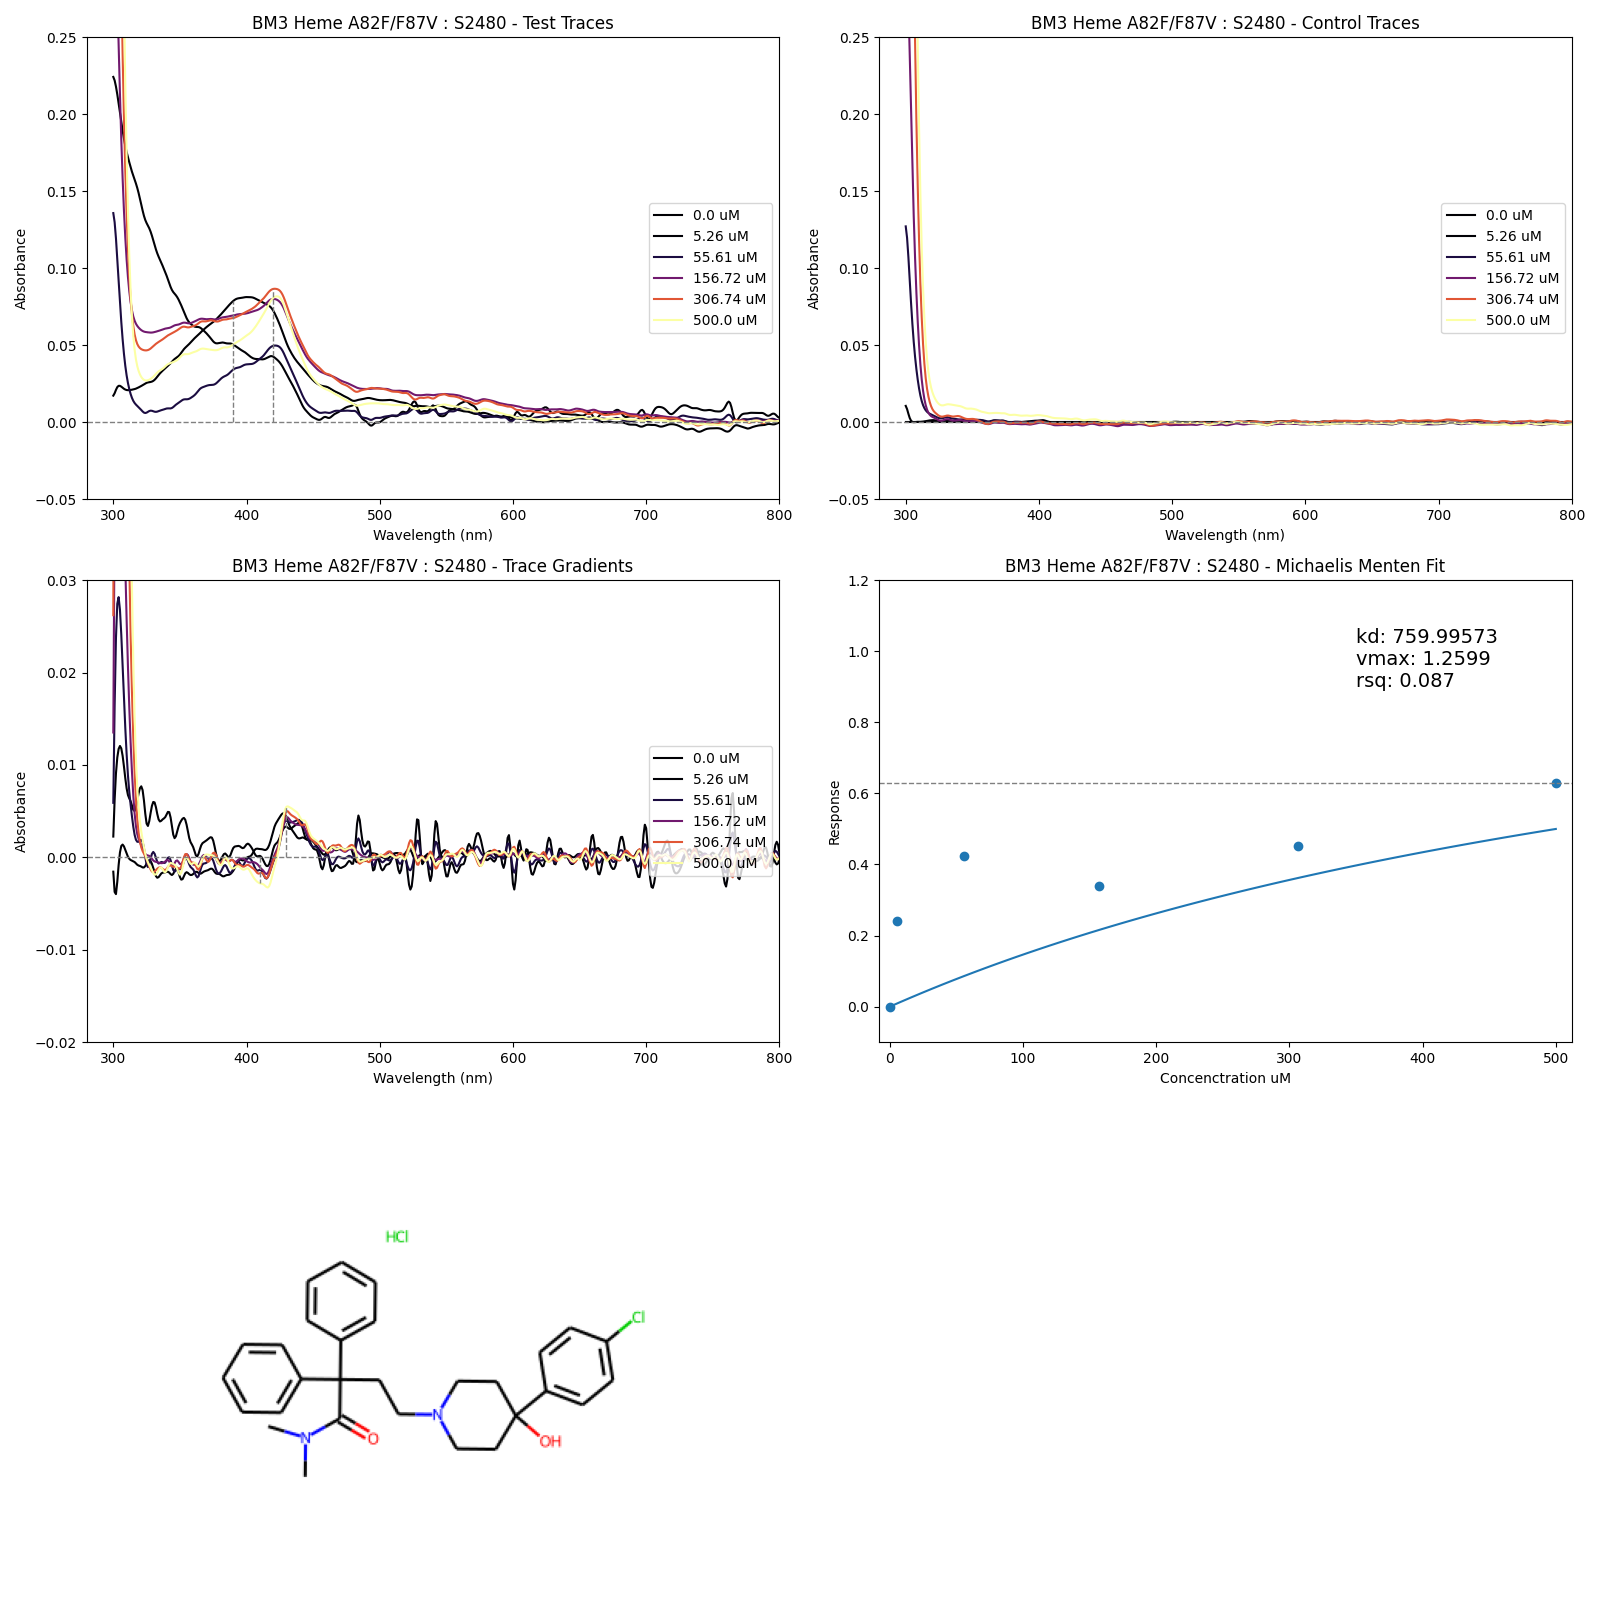 BM3 Heme A82F/F87V : S2480 - Test Traces
0.25
0.20
0.15
0.10
0.05
0.00
−0.05
Absorbance
300
400
500
600
700
800
Wavelength (nm)
0.0 uM
5.26 uM
55.61 uM
156.72 uM
306.74 uM
500.0 uM
BM3 Heme A82F/F87V : S2480 - Control Traces
0.25
0.20
0.15
0.10
0.05
0.00
−0.05
Absorbance
300
400
500
600
700
800
Wavelength (nm)
0.0 uM
5.26 uM
55.61 uM
156.72 uM
306.74 uM
500.0 uM
BM3 Heme A82F/F87V : S2480 - Trace Gradients
0.03
0.02
0.01
0.00
−0.01
−0.02
Absorbance
300
400
500
600
700
800
Wavelength (nm)
0.0 uM
5.26 uM
55.61 uM
156.72 uM
306.74 uM
500.0 uM
BM3 Heme A82F/F87V : S2480 - Michaelis Menten Fit
1.2
1.0
0.8
0.6
0.4
0.2
0.0
Response
kd: 759.99573
vmax: 1.2599
rsq: 0.087
0
100
200
300
400
500
Concenctration uM
HCl
Cl
N
N
O
OH